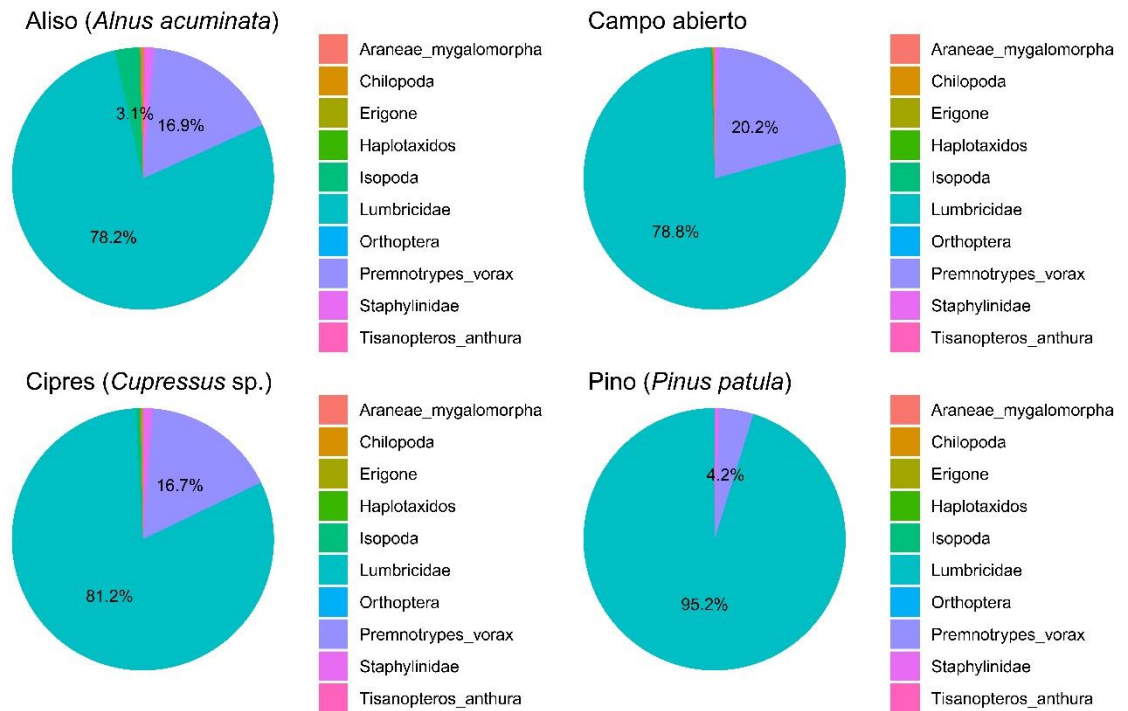 Aliso (Alnus acuminata)
3.1%
16.9%
78.2%
Araneae_mygalomorpha
Chilopoda
Erigone
Haplotaxidos
Isopoda
Lumbricidae
Orthoptera
Premnotrypes_vorax
Staphylinidae
Tisanopteros_anthura
Campo abierto
20.2%
78.8%
Araneae_mygalomorpha
Chilopoda
Erigone
Haplotaxidos
Isopoda
Lumbricidae
Orthoptera
Premnotrypes_vorax
Staphylinidae
Tisanopteros_anthura
Cipres (Cupressus sp.)
16.7%
81.2%
Araneae_mygalomorpha
Chilopoda
Erigone
Haplotaxidos
Isopoda
Lumbricidae
Orthoptera
Premnotrypes_vorax
Staphylinidae
Tisanopteros_anthura
Pino (Pinus patula)
4.2%
95.2%
Araneae_mygalomorpha
Chilopoda
Erigone
Haplotaxidos
Isopoda
Lumbricidae
Orthoptera
Premnotrypes_vorax
Staphylinidae
Tisanopteros_anthura